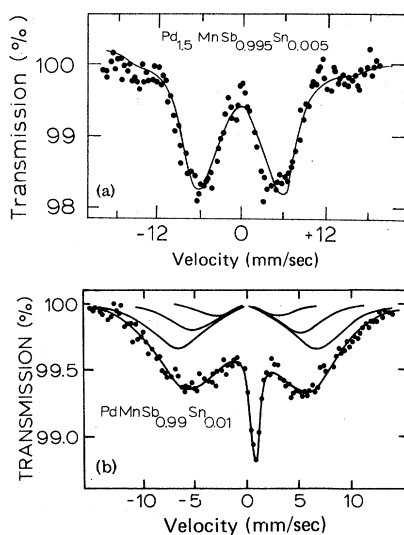 Pd1.5MnSb0.995Sn0.005
Transmission (%)
100
99
98
(a)
-12 0 +12
Velocity (mm/sec)
TRANSMISSION (%)
100
99.5
99.0
PdMnSb0.99Sn0.01
(b)
-10 -5 0 5 10
Velocity (mm/sec)